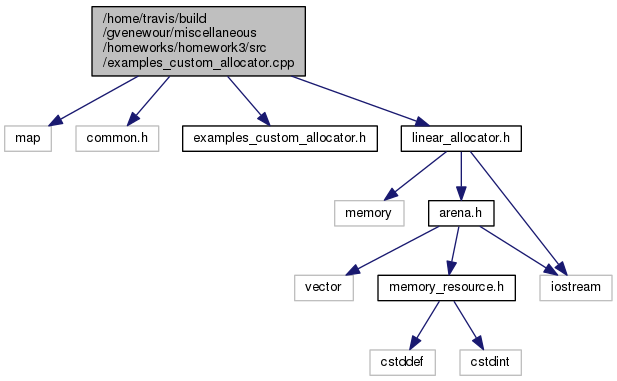 /home/travis/build
/gvenewour/miscellaneous
/homeworks/homework3/src
/examples_custom_allocator.cpp
map
common.h
examples_custom_allocator.h
linear_allocator.h
memory
arena.h
vector
memory_resource.h
iostream
cstddef
cstdint